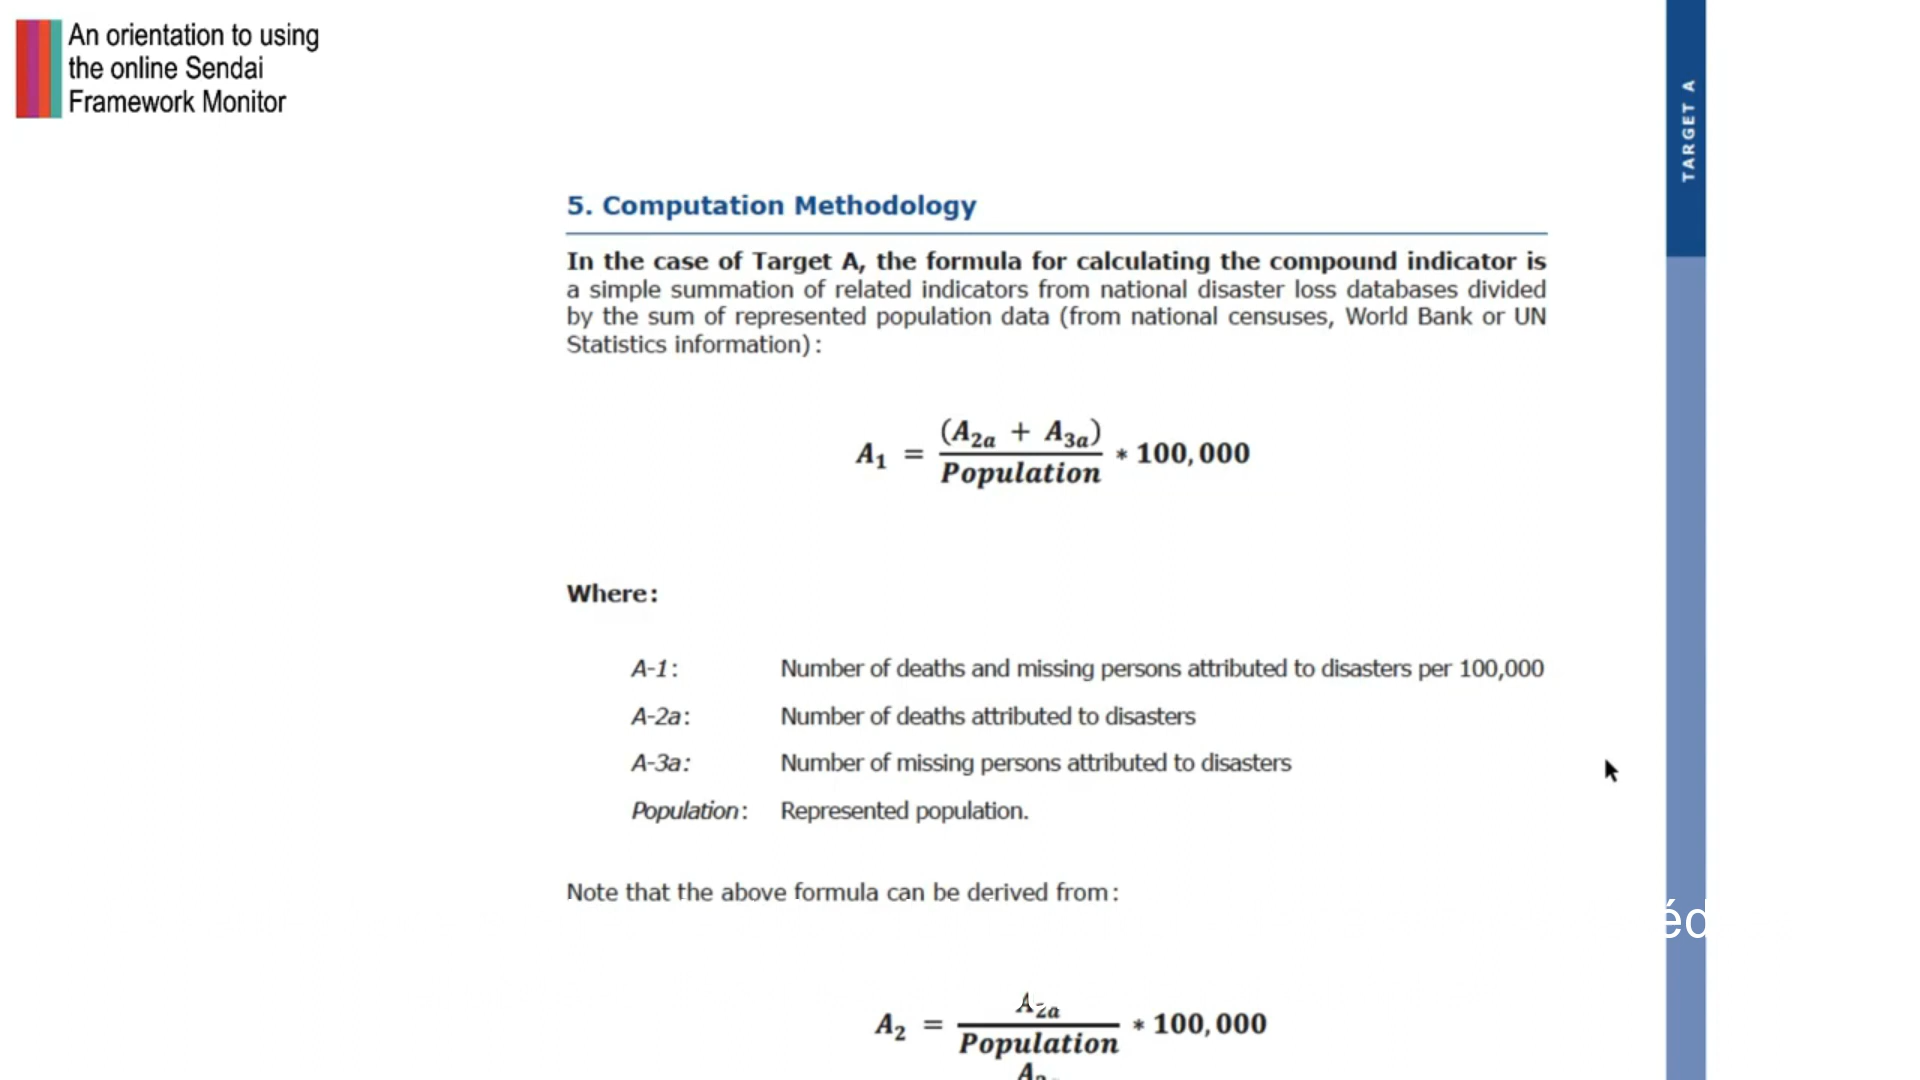 An orientation to using
the online Sendai
Framework Monitor
TARGET A
5. Computation Methodology
In the case of Target A, the formula for calculating the compound indicator is
a simple summation of related indicators from national disaster loss databases divided
by the sum of represented population data (from national censuses, World Bank or UN
Statistics information):
A1 = (A2a + A3a) / Population * 100,000
Where:
A-1: Number of deaths and missing persons attributed to disasters per 100,000
A-2a: Number of deaths attributed to disasters
A-3a: Number of missing persons attributed to disasters
Population: Represented population.
Note that the above formula can be derived from:
A2 = A2a / Population * 100,000